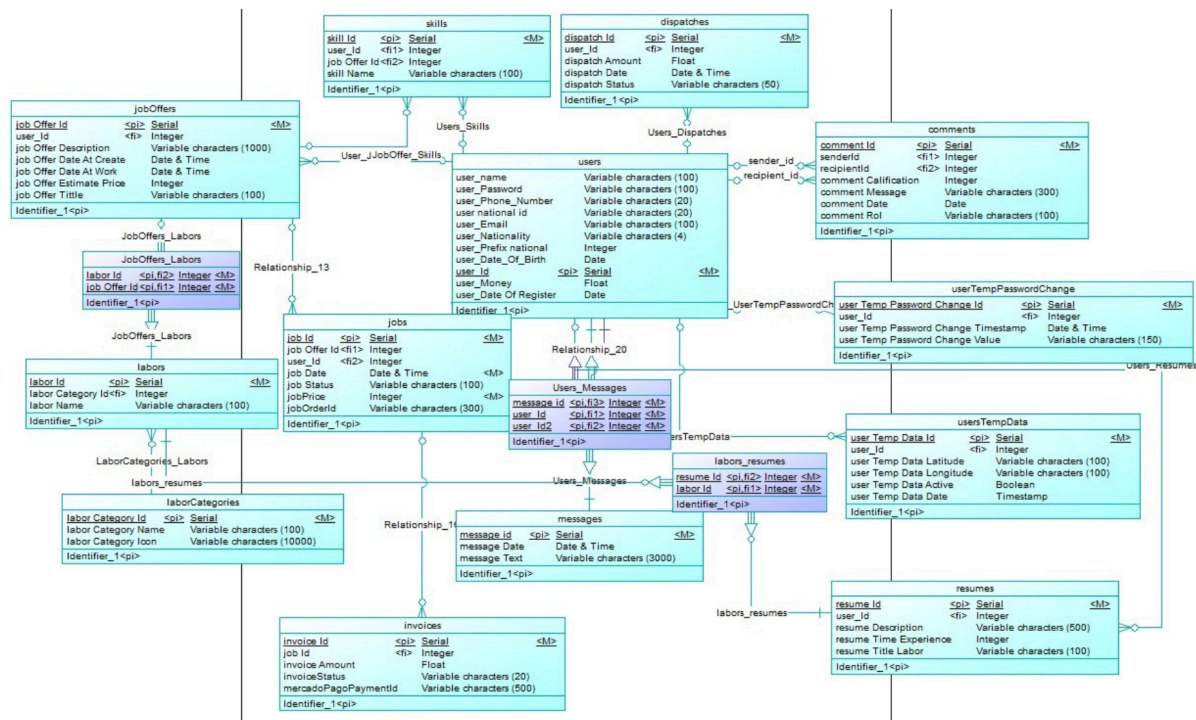 skills
skill Id <pi> Serial <M>
user_Id <fi1> Integer
job Offer Id<fi2> Integer
skill Name Variable characters (100)
Identifier_1<pi>
dispatches
dispatch Id <pi> Serial <M>
user_Id <fi> Integer
dispatch Amount Float
dispatch Date Date & Time
dispatch Status Variable characters (50)
Identifier_1<pi>
jobOffers
job Offer Id <pi> Serial <M>
user_Id <fi> Integer
job Offer Description Variable characters (1000)
job Offer Date At Create Date & Time
job Offer Date At Work Date & Time
job Offer Estimate Price Integer
job Offer Tittle Variable characters (100)
Identifier_1<pi>
Users_Skills
Users_Dispatches
User_JJobOffer_Skills
users
user_name Variable characters (100)
user_Password Variable characters (100)
user_Phone_Number Variable characters (20)
user national id Variable characters (20)
user_Email Variable characters (100)
user_Nationality Variable characters (4)
user_Prefix national Integer
user_Date_Of_Birth Date
user_Id <pi> Serial <M>
user_Money Float
user_Date Of Register Date
Identifier_1<pi>
sender_id
recipient_id
comments
comment Id <pi> Serial <M>
senderId <fi1> Integer
recipientId <fi2> Integer
comment Calification Integer
comment Message Variable characters (300)
comment Date Date
comment Rol Variable characters (100)
Identifier_1<pi>
JobOffers_Labors
JobOffers_Labors
labor Id <pi,fi2> Integer <M>
job Offer Id<pi,fi1> Integer <M>
Identifier_1<pi>
Relationship_13
JobOffers_Labors
UserTempPasswordCh
userTempPasswordChange
user Temp Password Change Id <pi> Serial <M>
user_Id <fi> Integer
user Temp Password Change Timestamp Date & Time
user Temp Password Change Value Variable characters (150)
Identifier_1<pi>
Users_Resumes
jobs
job Id <pi> Serial <M>
job Offer Id<fi1> Integer
user_Id <fi2> Integer
job Date Date & Time <M>
job Status Variable characters (100)
jobPrice Integer <M>
jobOrderId Variable characters (300)
Identifier_1<pi>
Relationship_20
Users_Messages
message_id <pi,fi3> Integer <M>
user_Id <pi,fi1> Integer <M>
user_Id2 <pi,fi2> Integer <M>
Identifier_1<pi>
labors
labor Id <pi> Serial <M>
labor Category Id<fi> Integer
labor Name Variable characters (100)
Identifier_1<pi>
LaborCategories_Labors
labors_resumes
ersTempData
usersTempData
user Temp Data Id <pi> Serial <M>
user_Id <fi> Integer
user Temp Data Latitude Variable characters (100)
user Temp Data Longitude Variable characters (100)
user Temp Data Active Boolean
user Temp Data Date Timestamp
Identifier_1<pi>
labors_resumes
resume Id <pi,fi2> Integer <M>
labor Id <pi,fi1> Integer <M>
Identifier_1<pi>
Users_Messages
laborCategories
labor Category Id <pi> Serial <M>
labor Category Name Variable characters (100)
labor Category Icon Variable characters (10000)
Identifier_1<pi>
Relationship_1
messages
message_id <pi> Serial <M>
message Date Date & Time
message Text Variable characters (3000)
Identifier_1<pi>
labors_resumes
resumes
resume Id <pi> Serial <M>
user_Id <fi> Integer
resume Description Variable characters (500)
resume Time Experience Integer
resume Title Labor Variable characters (100)
Identifier_1<pi>
invoices
invoice Id <pi> Serial <M>
job Id <fi> Integer
invoice Amount Float
invoiceStatus Variable characters (20)
mercadoPagoPaymentId Variable characters (500)
Identifier_1<pi>